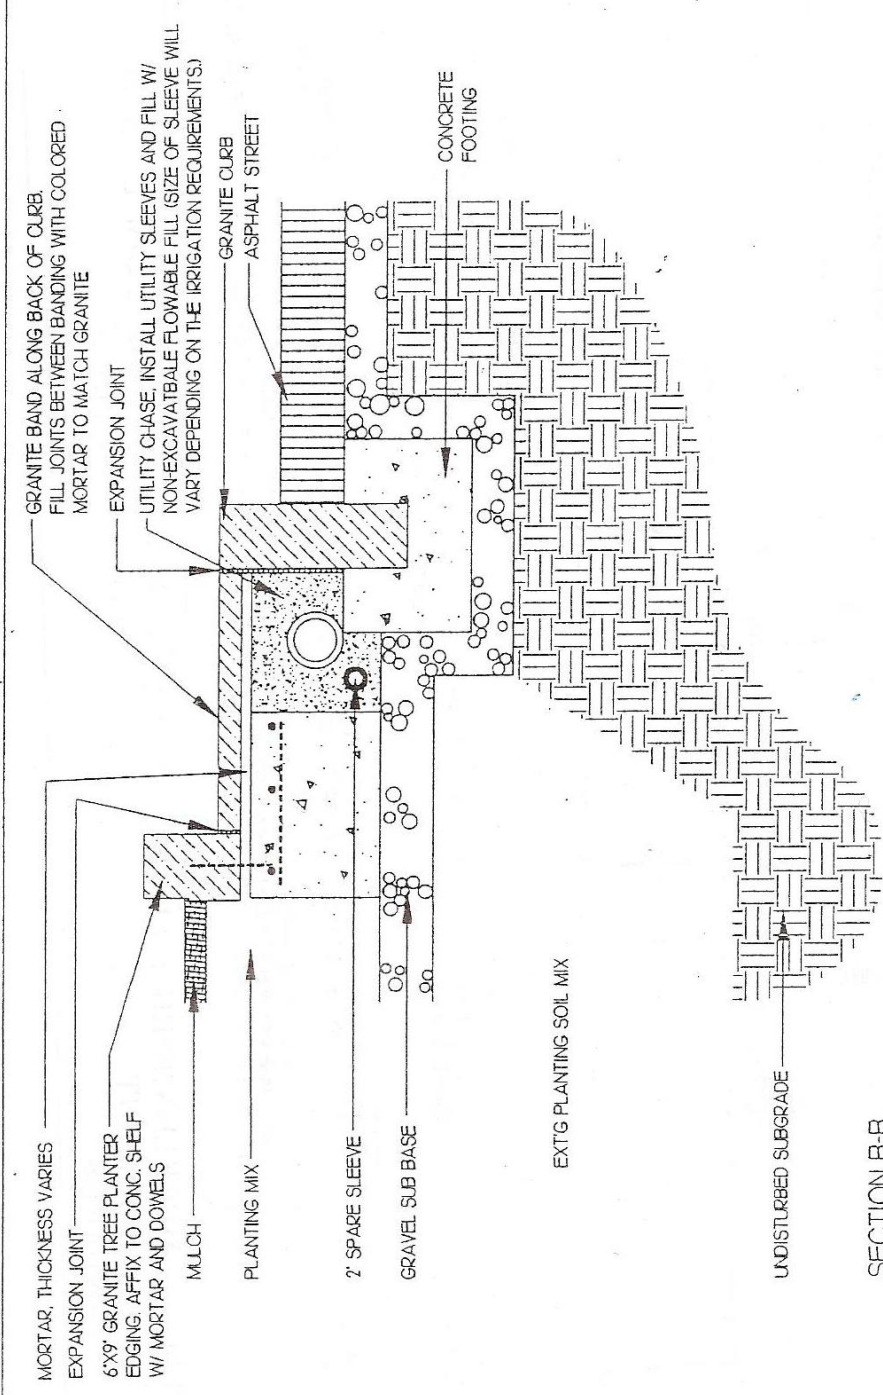 GRANITE BAND ALONG BACK OF CURB.
FILL JOINTS BETWEEN BANDING WITH COLORED
MORTAR TO MATCH GRANITE
EXPANSION JOINT
UTILITY CHASE, INSTALL UTILITY SLEEVES AND FILL W/
NON-EXCAVATBALE FLOWABLE FILL (SIZE OF SLEEVE WILL
VARY DEPENDING ON THE IRRIGATION REQUIREMENTS.)
GRANITE CURB
ASPHALT STREET
CONCRETE
FOOTING
MORTAR, THICKNESS VARIES
EXPANSION JOINT
6"X9" GRANITE TREE PLANTER
EDGING, AFFIX TO CONC. SHELF
W/ MORTAR AND DOWELS
MULCH
PLANTING MIX
2" SPARE SLEEVE
GRAVEL SUB BASE
EXT'G PLANTING SOIL MIX
UNDISTURBED SUBGRADE
SECTION B-B